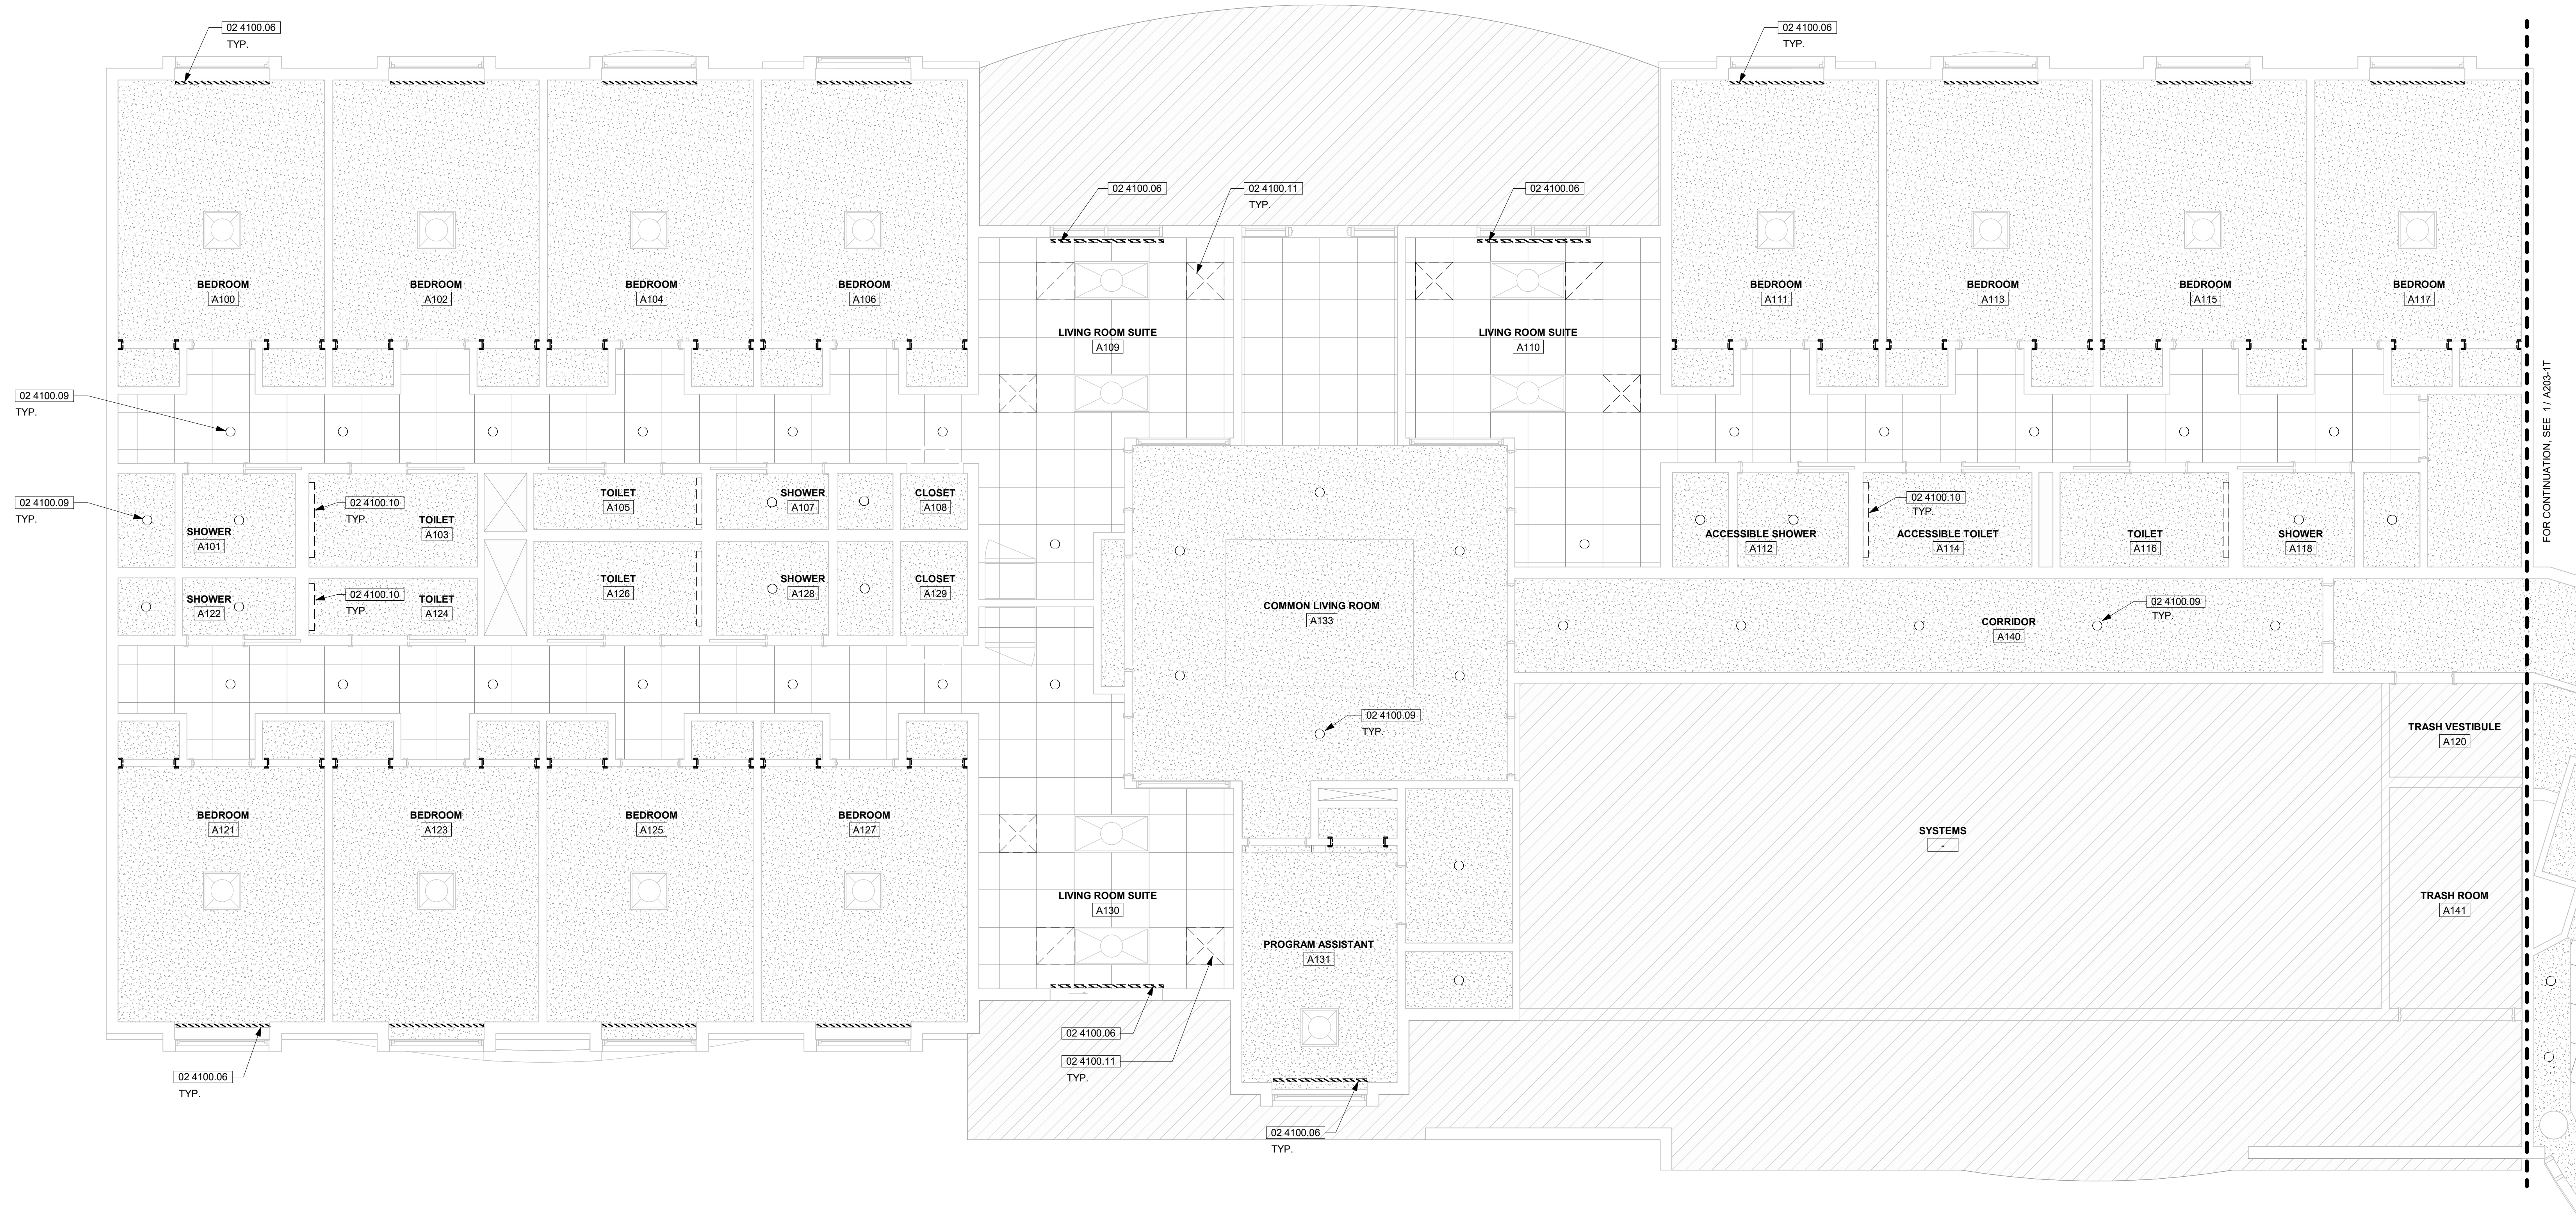 02 4100.06
TYP.
02 4100.06
TYP.
02 4100.06
02 4100.11
TYP.
02 4100.06
BEDROOM
A100
BEDROOM
A102
BEDROOM
A104
BEDROOM
A106
BEDROOM
A111
BEDROOM
A113
BEDROOM
A115
BEDROOM
A117
LIVING ROOM SUITE
A109
LIVING ROOM SUITE
A110
02 4100.09
TYP.
FOR CONTINUATION, SEE 1 / A203-1T
02 4100.09
TYP.
02 4100.10
TYP.
SHOWER
A101
TOILET
A103
TOILET
A105
SHOWER
A107
CLOSET
A108
02 4100.10
TYP.
ACCESSIBLE SHOWER
A112
ACCESSIBLE TOILET
A114
TOILET
A116
SHOWER
A118
SHOWER
A122
02 4100.10
TYP.
TOILET
A124
TOILET
A126
SHOWER
A128
CLOSET
A129
COMMON LIVING ROOM
A133
CORRIDOR
A140
02 4100.09
TYP.
02 4100.09
TYP.
TRASH VESTIBULE
A120
BEDROOM
A121
BEDROOM
A123
BEDROOM
A125
BEDROOM
A127
SYSTEMS
-
LIVING ROOM SUITE
A130
TRASH ROOM
A141
PROGRAM ASSISTANT
A131
02 4100.06
02 4100.11
TYP.
02 4100.06
TYP.
02 4100.06
TYP.